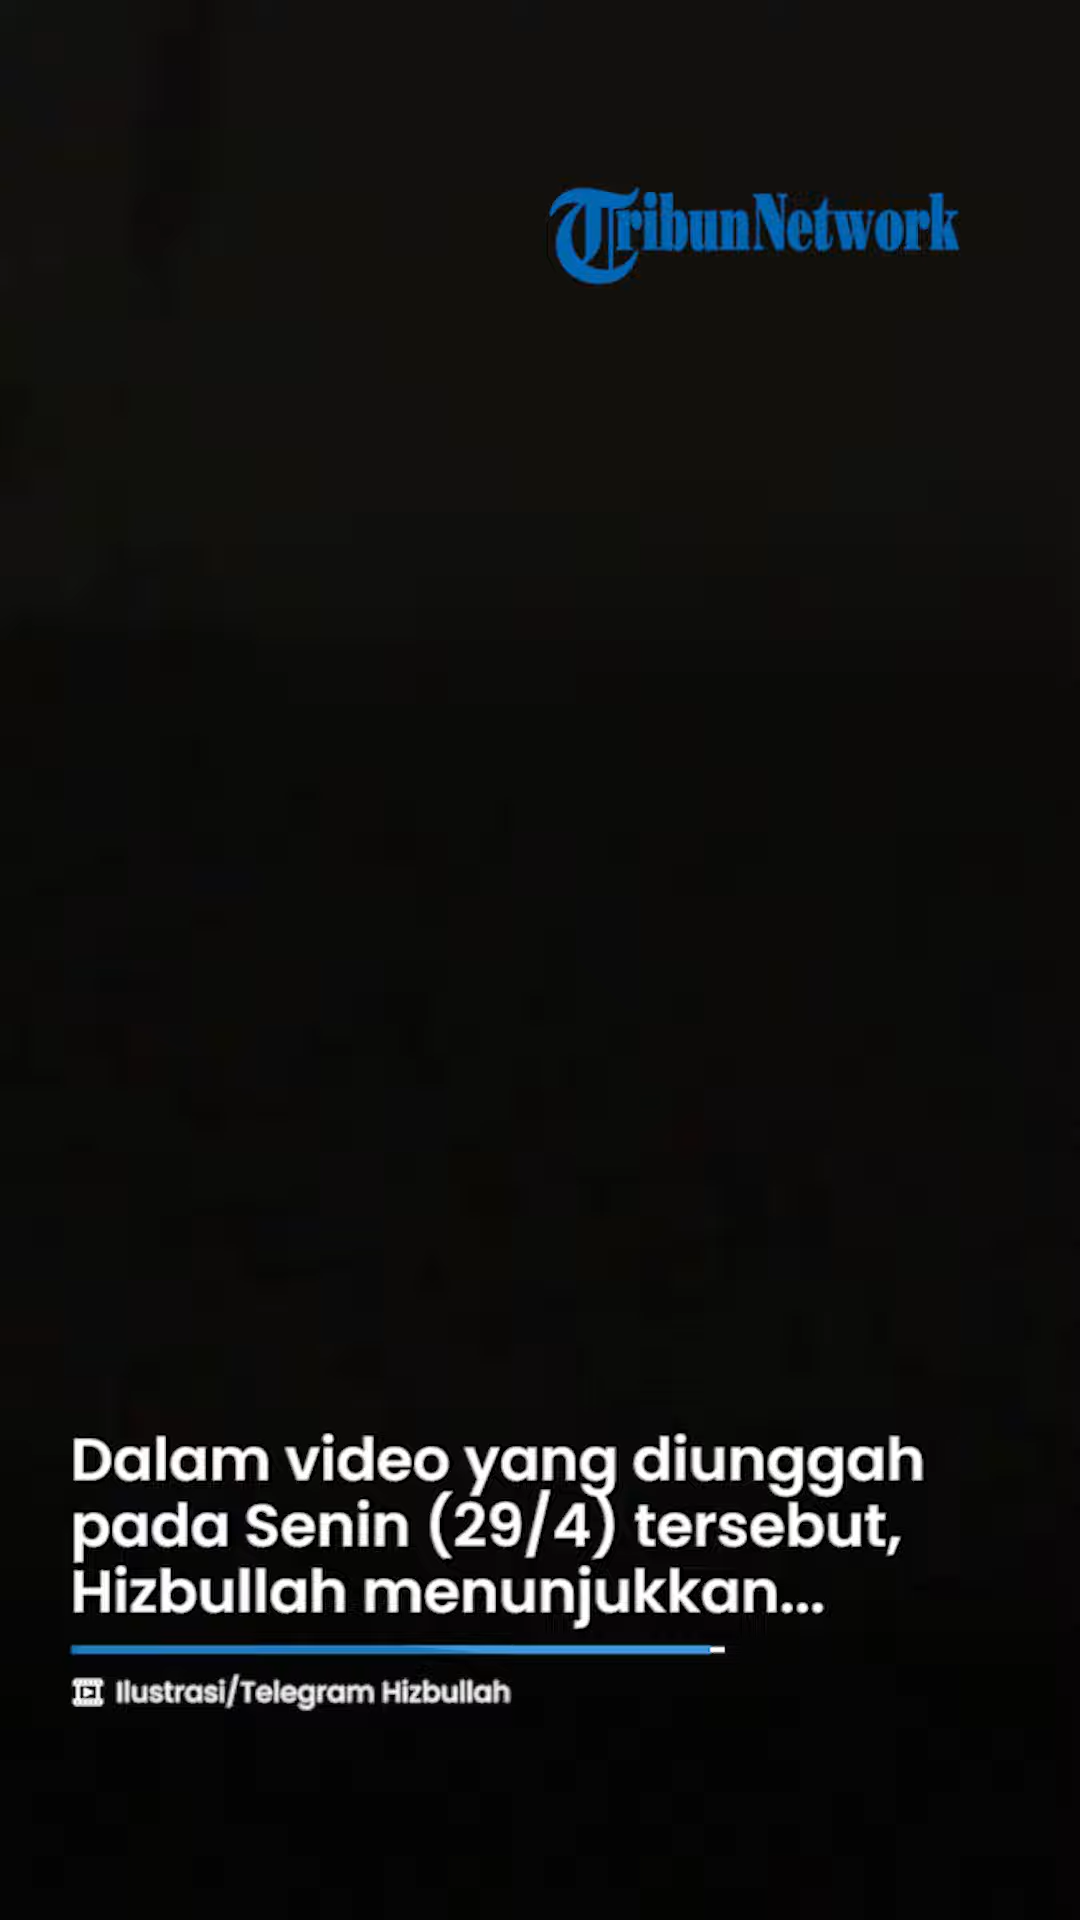 TribunNetwork
Dalam video yang diunggah
pada Senin (29/4) tersebut,
Hizbullah menunjukkan...
Ilustrasi/Telegram Hizbullah